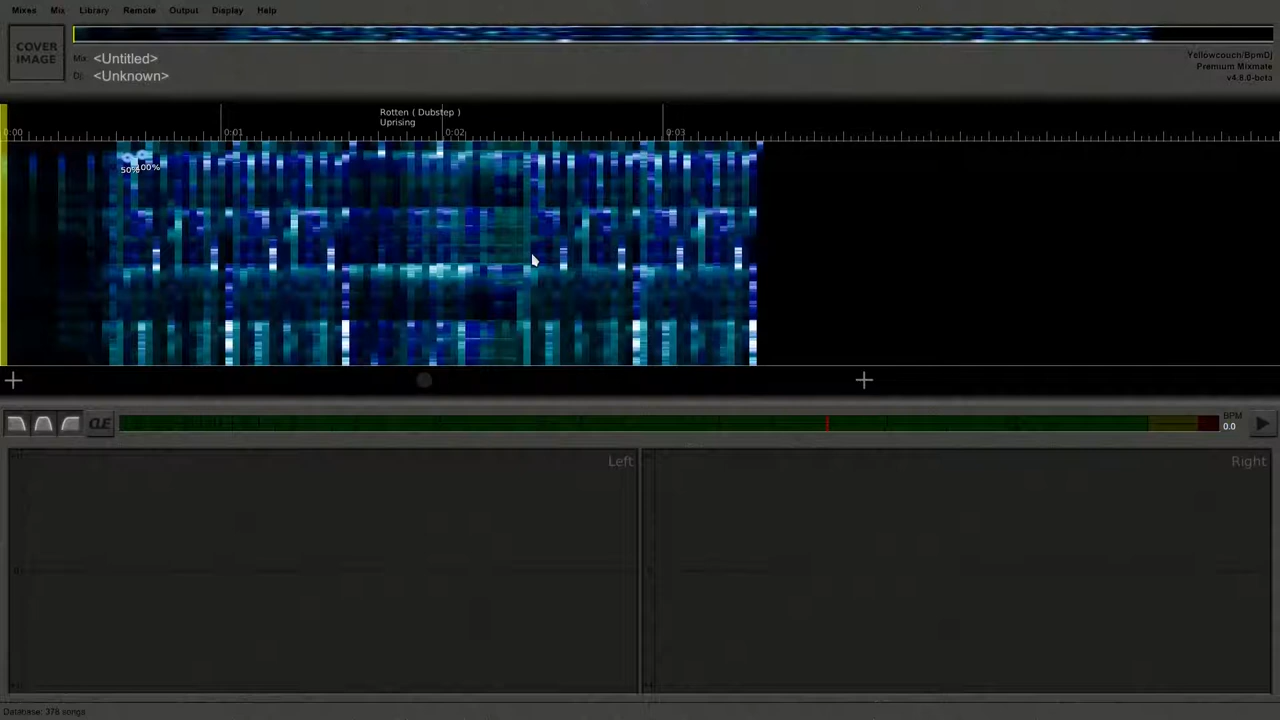 Mixes Mix Library Remote Output Display Help
COVER
IMAGE
Mix: <Untitled>
Dj: <Unknown>
Yellowcouch/BpmDj
Premium Mixmate
v4.8.0-beta
Rotten ( Dubstep )
Uprising
0:00 0:01 0:02 0:03
50% 100%
CUE
BPM
0.0
Left
Right
Database: 378 songs